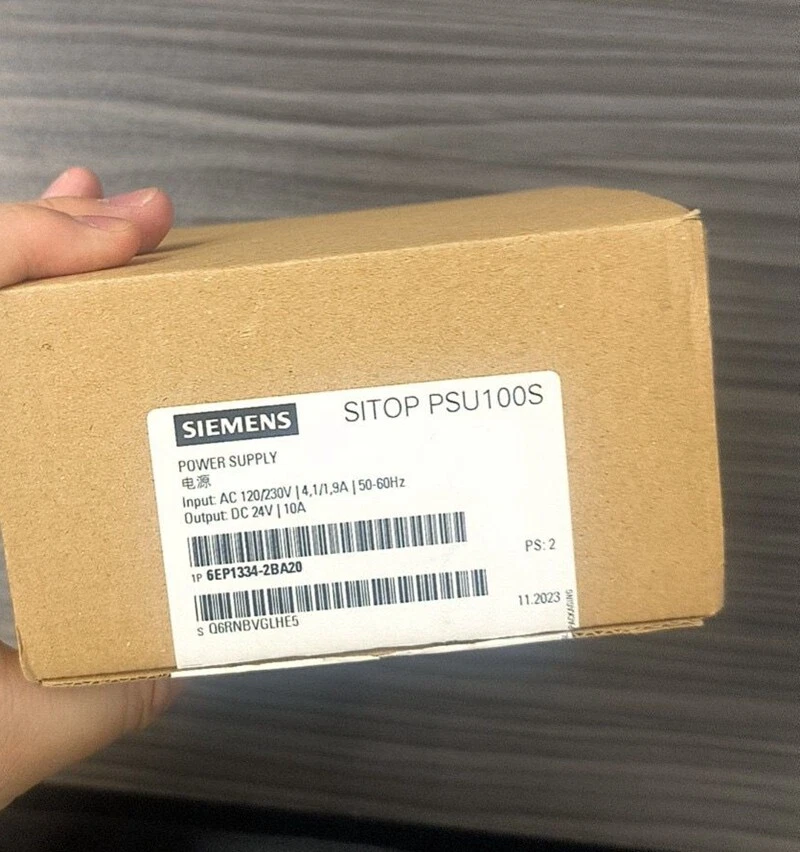 SIEMENS
SITOP PSU100S
POWER SUPPLY
电源
Input: AC 120/230V | 4,1/1,9A | 50-60Hz
Output: DC 24V | 10A
1P 6EP1334-2BA20
PS: 2
S Q6RNBVGLHE5
11.2023